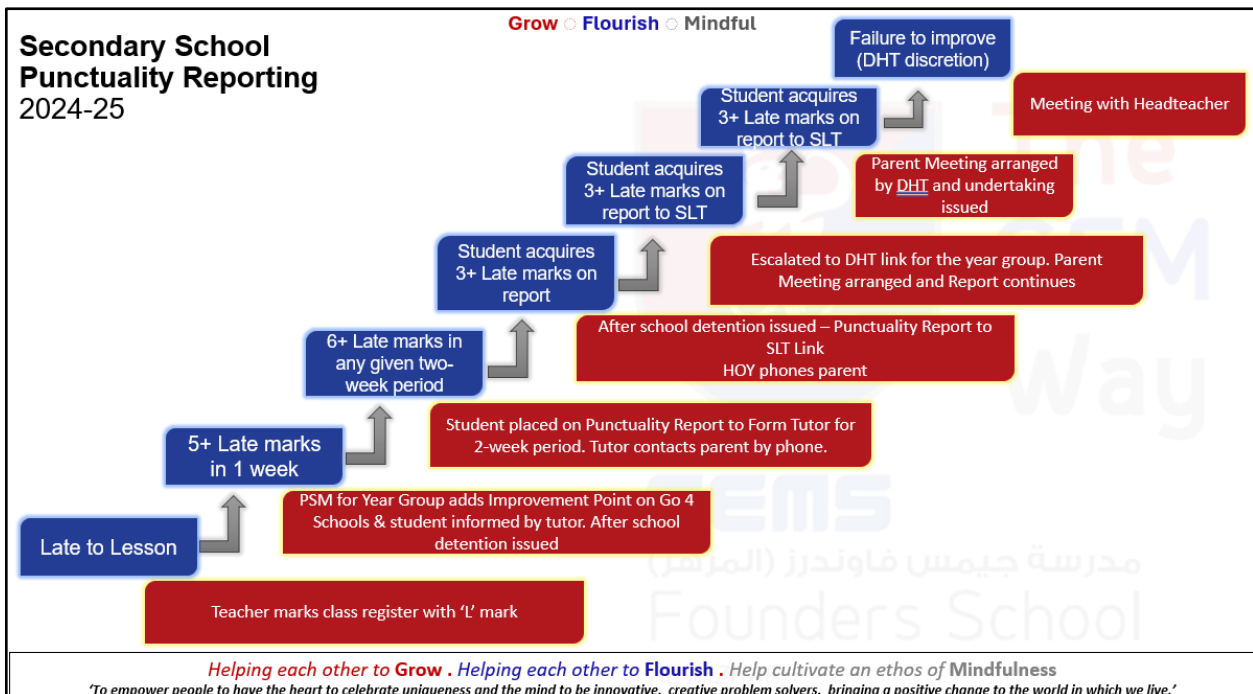 Grow ○ Flourish ○ Mindful
Secondary School
Punctuality Reporting
2024-25
Failure to improve
(DHT discretion)
Meeting with Headteacher
Student acquires
3+ Late marks on
report to SLT
Parent Meeting arranged
by DHT and undertaking
issued
Student acquires
3+ Late marks on
report to SLT
Escalated to DHT link for the year group. Parent
Meeting arranged and Report continues
Student acquires
3+ Late marks on
report
After school detention issued – Punctuality Report to
SLT Link
HOY phones parent
6+ Late marks in
any given two-
week period
Student placed on Punctuality Report to Form Tutor for
2-week period. Tutor contacts parent by phone.
5+ Late marks
in 1 week
PSM for Year Group adds Improvement Point on Go 4
Schools & student informed by tutor. After school
detention issued
Late to Lesson
Teacher marks class register with ‘L’ mark
The
GFM
Way
GEMS
مدرسة جيمس فاوندرز (المزهر)
Founders School
Helping each other to Grow . Helping each other to Flourish . Help cultivate an ethos of Mindfulness
‘To empower people to have the heart to celebrate uniqueness and the mind to be innovative, creative problem solvers, bringing a positive change to the world in which we live.’